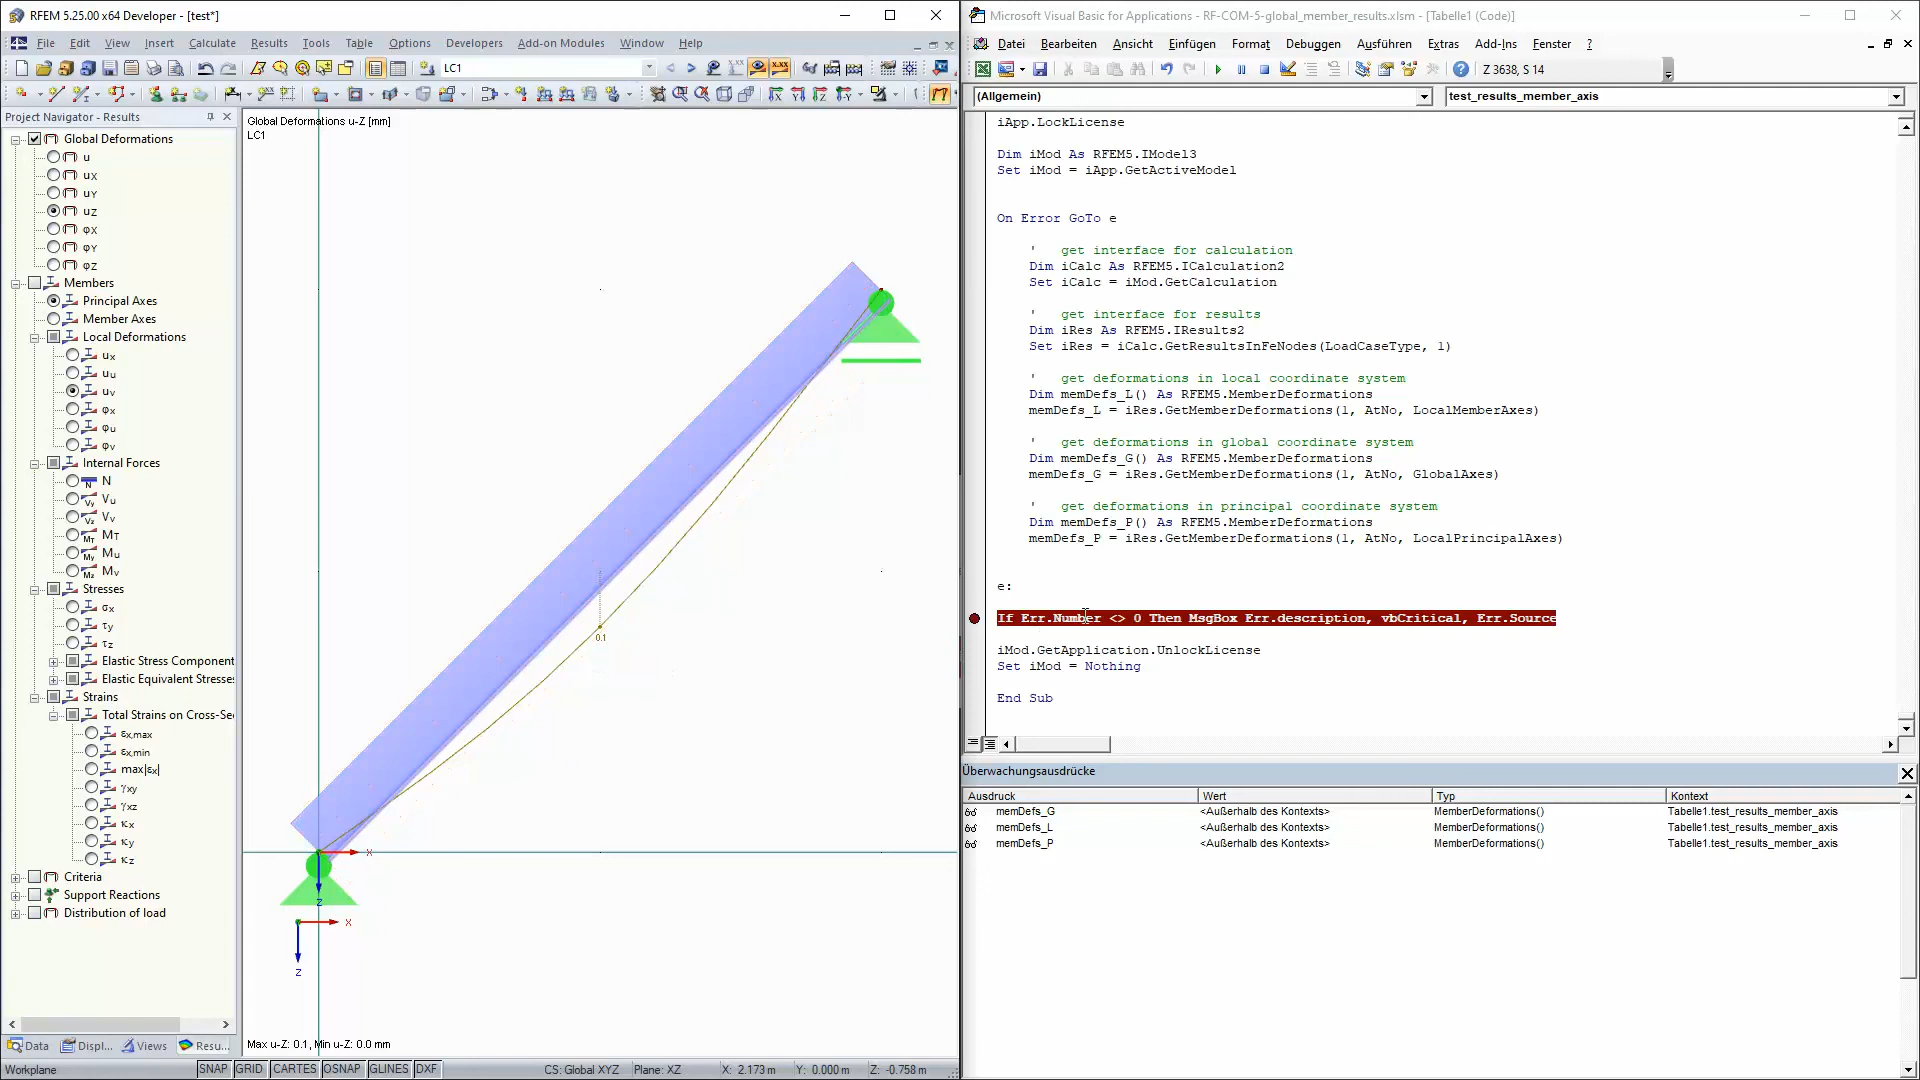 RFEM 5.25.00 x64 Developer - [test*]
File Edit View Insert Calculate Results Tools Table Options Developers Add-on Modules Window Help
LC1
Project Navigator - Results
Global Deformations
u
uX
uY
uZ
φX
φY
φZ
Members
Principal Axes
Member Axes
Local Deformations
ux
uu
uv
φx
φu
φv
Internal Forces
N
Vu
Vv
MT
Mu
Mv
Stresses
σx
τy
τz
Elastic Stress Component
Elastic Equivalent Stresse
Strains
Total Strains on Cross-Se
εx,max
εx,min
max|εx|
γxy
γxz
κx
κy
κz
Criteria
Support Reactions
Distribution of load
Data Displ... Views Resu...
Global Deformations u-Z [mm]
LC1
0.1
X
Z
X
Z
Max u-Z: 0.1, Min u-Z: 0.0 mm
Workplane SNAP GRID CARTES OSNAP GLINES DXF CS: Global XYZ Plane: XZ X: 2.173 m Y: 0.000 m Z: -0.758 m
Microsoft Visual Basic for Applications - RF-COM-5-global_member_results.xlsm - [Tabelle1 (Code)]
Datei Bearbeiten Ansicht Einfügen Format Debuggen Ausführen Extras Add-Ins Fenster ?
Z 3638, S 14
(Allgemein) test_results_member_axis
iApp.LockLicense
Dim iMod As RFEM5.IModel3
Set iMod = iApp.GetActiveModel
On Error GoTo e
' get interface for calculation
Dim iCalc As RFEM5.ICalculation2
Set iCalc = iMod.GetCalculation
' get interface for results
Dim iRes As RFEM5.IResults2
Set iRes = iCalc.GetResultsInFeNodes(LoadCaseType, 1)
' get deformations in local coordinate system
Dim memDefs_L() As RFEM5.MemberDeformations
memDefs_L = iRes.GetMemberDeformations(1, AtNo, LocalMemberAxes)
' get deformations in global coordinate system
Dim memDefs_G() As RFEM5.MemberDeformations
memDefs_G = iRes.GetMemberDeformations(1, AtNo, GlobalAxes)
' get deformations in principal coordinate system
Dim memDefs_P() As RFEM5.MemberDeformations
memDefs_P = iRes.GetMemberDeformations(1, AtNo, LocalPrincipalAxes)
e:
If Err.Number <> 0 Then MsgBox Err.description, vbCritical, Err.Source
iMod.GetApplication.UnlockLicense
Set iMod = Nothing
End Sub
Überwachungsausdrücke
Ausdruck Wert Typ Kontext
memDefs_G <Außerhalb des Kontexts> MemberDeformations() Tabelle1.test_results_member_axis
memDefs_L <Außerhalb des Kontexts> MemberDeformations() Tabelle1.test_results_member_axis
memDefs_P <Außerhalb des Kontexts> MemberDeformations() Tabelle1.test_results_member_axis